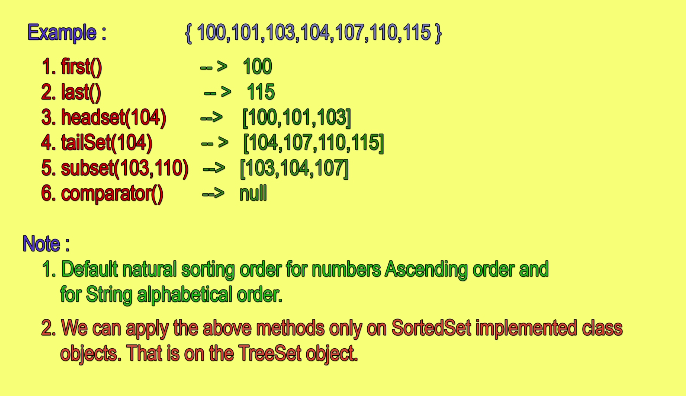 Example : { 100,101,103,104,107,110,115 }
1. first() --> 100
2. last() --> 115
3. headset(104) --> [100,101,103]
4. tailSet(104) --> [104,107,110,115]
5. subset(103,110) --> [103,104,107]
6. comparator() --> null
Note :
1. Default natural sorting order for numbers Ascending order and
for String alphabetical order.
2. We can apply the above methods only on SortedSet implemented class
objects. That is on the TreeSet object.